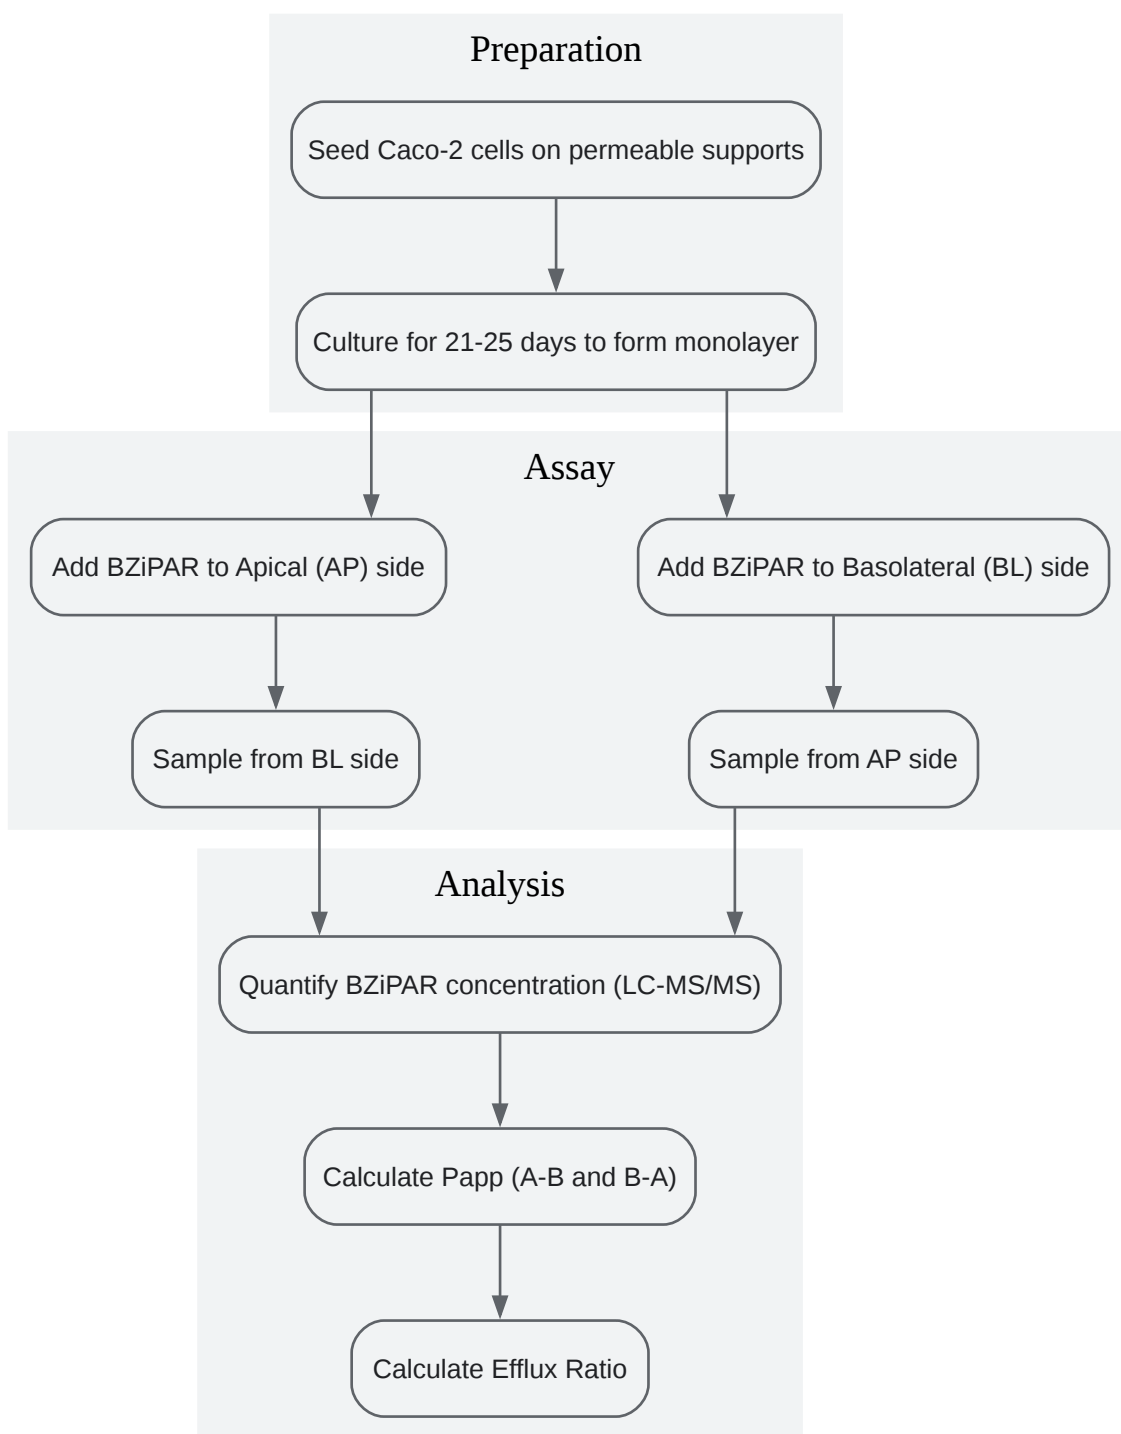 Preparation
Seed Caco-2 cells on permeable supports
Culture for 21-25 days to form monolayer
Assay
Add BZiPAR to Apical (AP) side
Add BZiPAR to Basolateral (BL) side
Sample from BL side
Sample from AP side
Analysis
Quantify BZiPAR concentration (LC-MS/MS)
Calculate Papp (A-B and B-A)
Calculate Efflux Ratio